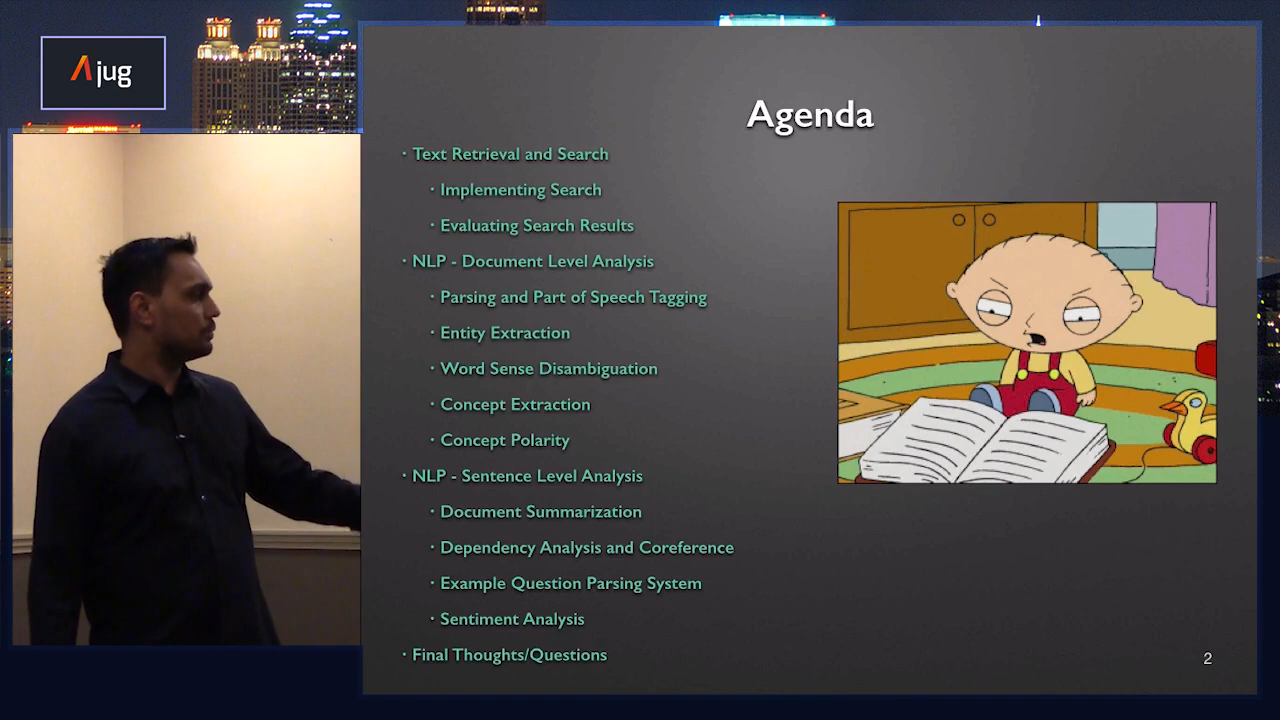 Ajug
Agenda
· Text Retrieval and Search
· Implementing Search
· Evaluating Search Results
· NLP - Document Level Analysis
· Parsing and Part of Speech Tagging
· Entity Extraction
· Word Sense Disambiguation
· Concept Extraction
· Concept Polarity
· NLP - Sentence Level Analysis
· Document Summarization
· Dependency Analysis and Coreference
· Example Question Parsing System
· Sentiment Analysis
· Final Thoughts/Questions
2